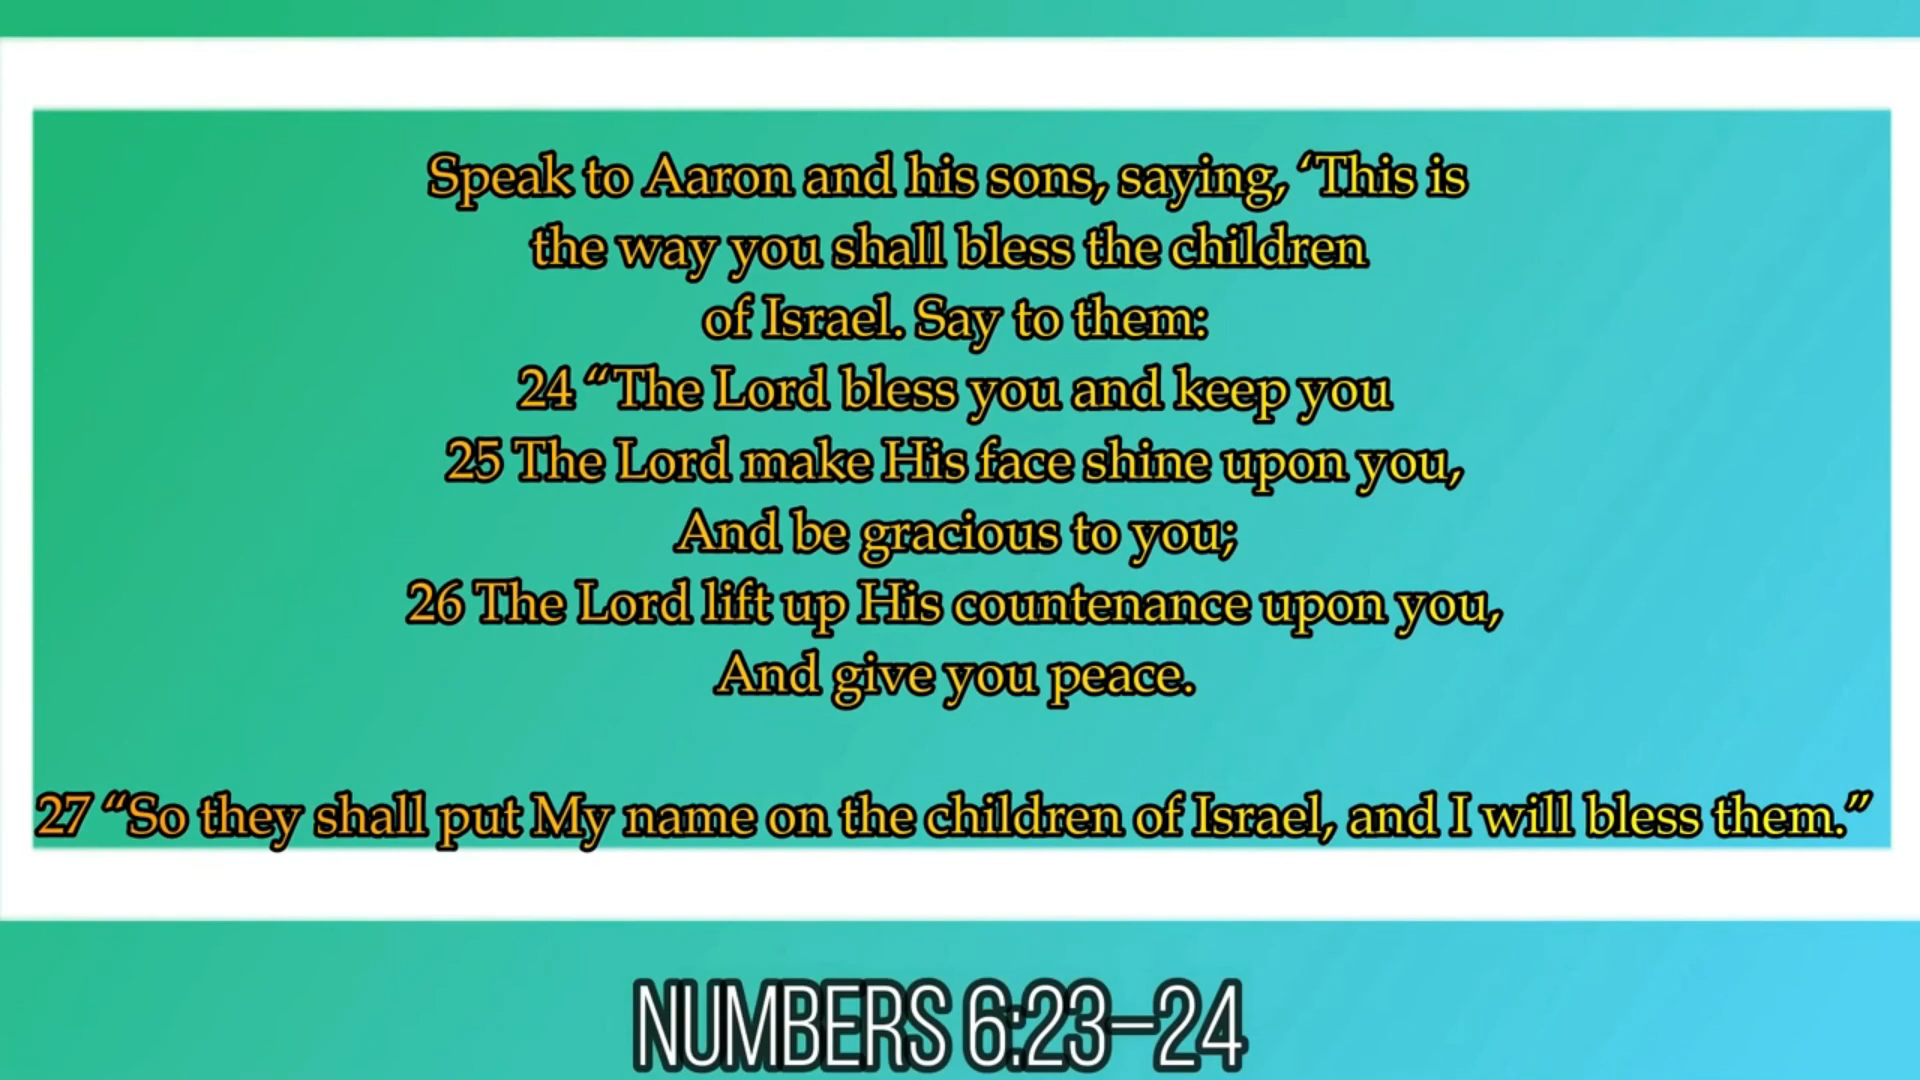 Speak to Aaron and his sons, saying, ‘This is
the way you shall bless the children
of Israel. Say to them:
24 “The Lord bless you and keep you
25 The Lord make His face shine upon you,
And be gracious to you;
26 The Lord lift up His countenance upon you,
And give you peace.
27 “So they shall put My name on the children of Israel, and I will bless them.”
NUMBERS 6:23–24